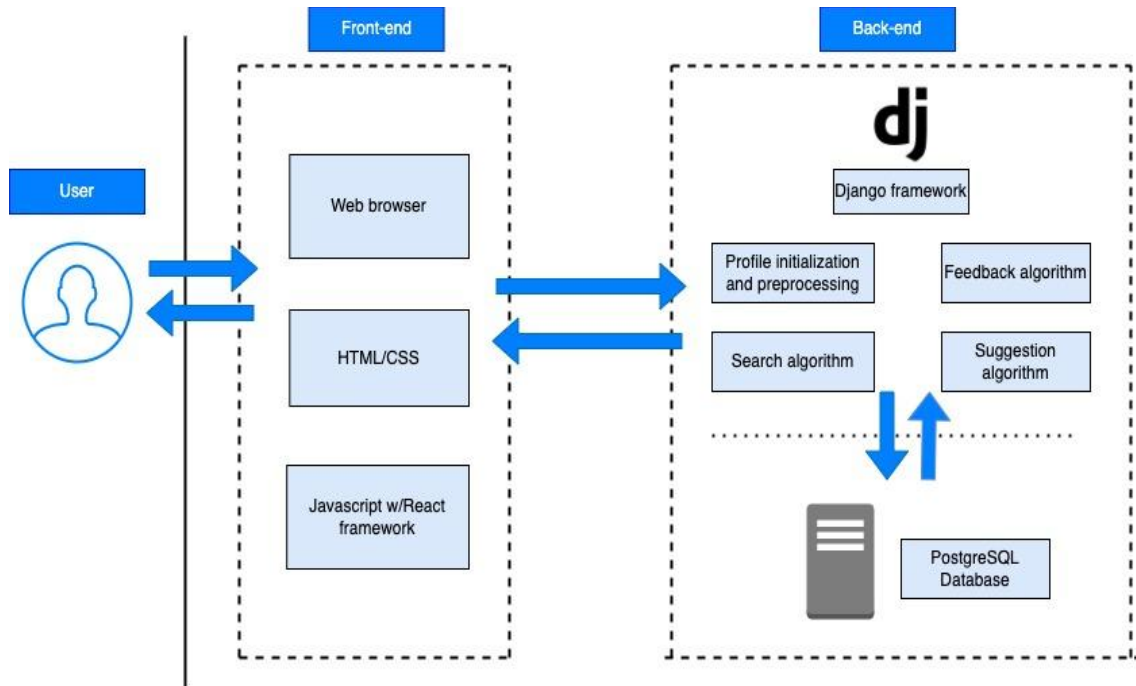 Front-end
Back-end
User
Web browser
HTML/CSS
Javascript w/React
framework
dj
Django framework
Profile initialization
and preprocessing
Feedback algorithm
Search algorithm
Suggestion
algorithm
PostgreSQL
Database